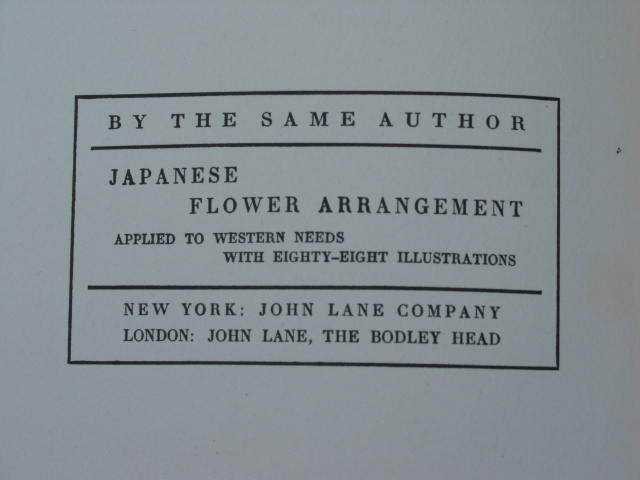 BY THE SAME AUTHOR
JAPANESE
FLOWER ARRANGEMENT
APPLIED TO WESTERN NEEDS
WITH EIGHTY-EIGHT ILLUSTRATIONS
NEW YORK: JOHN LANE COMPANY
LONDON: JOHN LANE, THE BODLEY HEAD